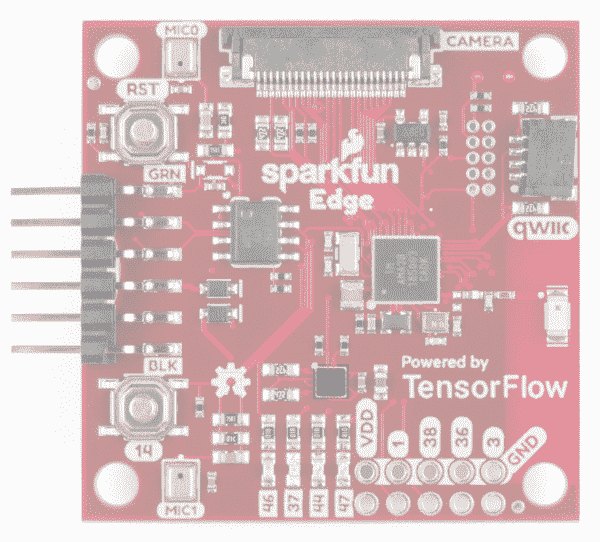 MIC0
CAMERA
RST
GRN
sparkfun
Edge
qwiic
BLK
Powered by
TensorFlow
14
MIC1
46
37
44
47
VDD
1
38
36
3
GND